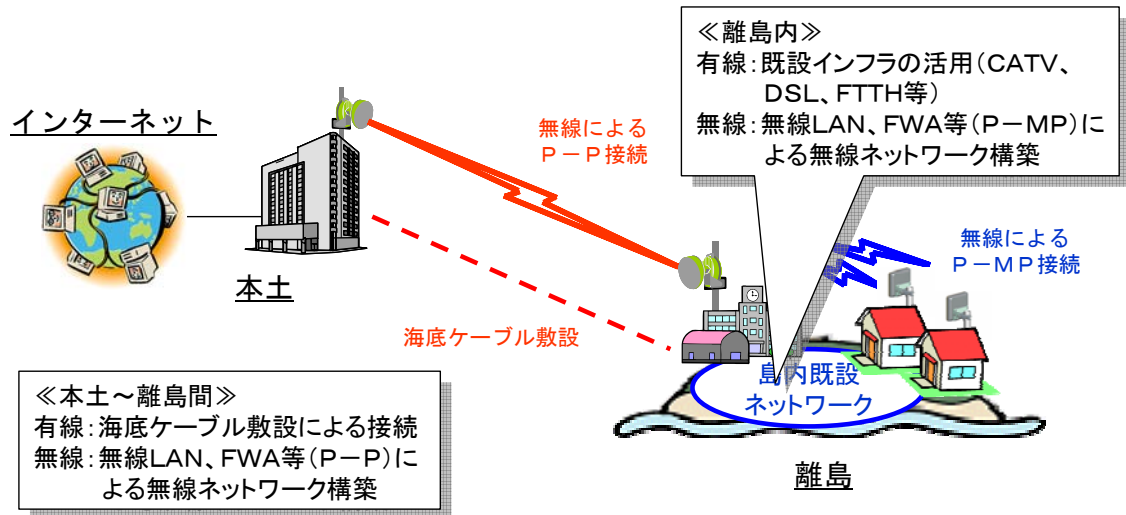 ≪離島内≫
有線:既設インフラの活用(CATV、
DSL、FTTH等)
無線:無線LAN、FWA等(P-MP)に
よる無線ネットワーク構築
インターネット
無線による
P-P接続
無線による
P-MP接続
本土
海底ケーブル敷設
島内既設
ネットワーク
≪本土~離島間≫
有線:海底ケーブル敷設による接続
無線:無線LAN、FWA等(P-P)に
よる無線ネットワーク構築
離島